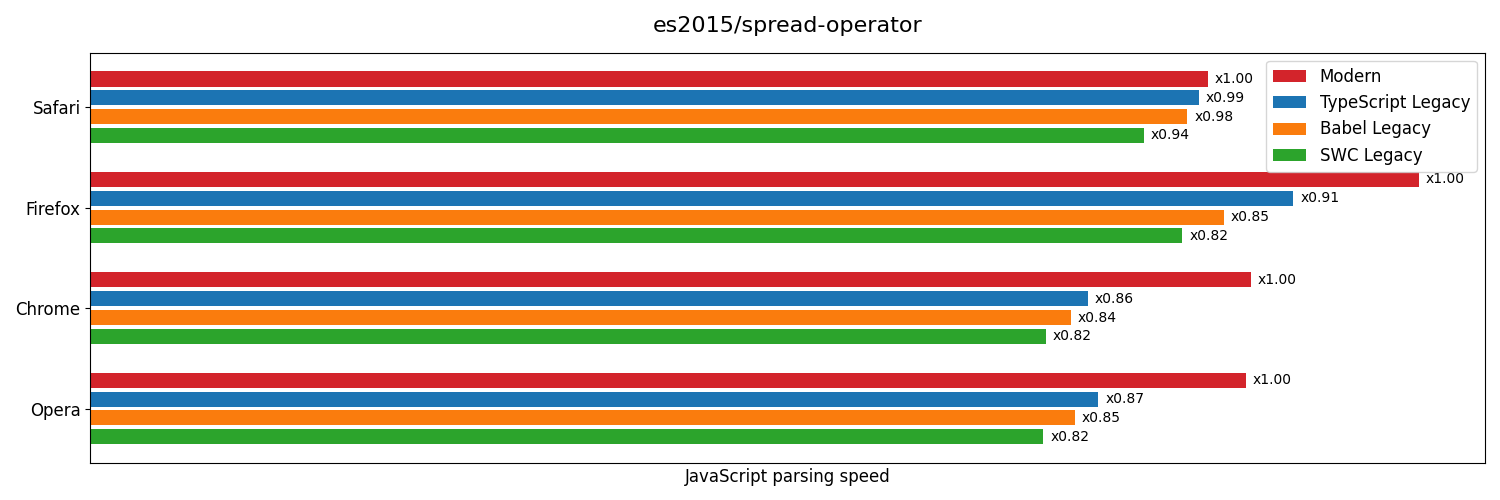 es2015/spread-operator
Modern
TypeScript Legacy
Babel Legacy
SWC Legacy
Safari
x1.00
x0.99
x0.98
x0.94
Firefox
x1.00
x0.91
x0.85
x0.82
Chrome
x1.00
x0.86
x0.84
x0.82
Opera
x1.00
x0.87
x0.85
x0.82
JavaScript parsing speed